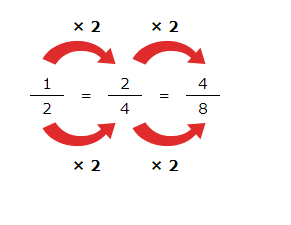 × 2 × 2
1 2 4
= =
2 4 8
× 2 × 2